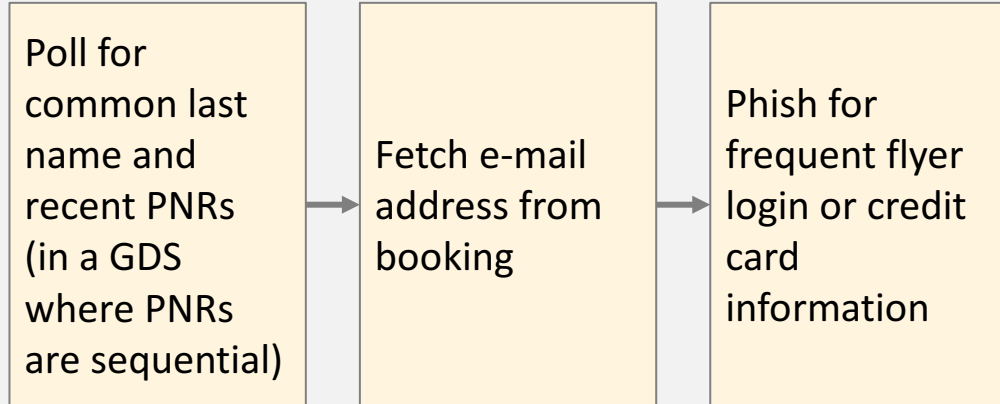 Poll for
common last
name and
recent PNRs
(in a GDS
where PNRs
are sequential)
Fetch e-mail
address from
booking
Phish for
frequent flyer
login or credit
card
information